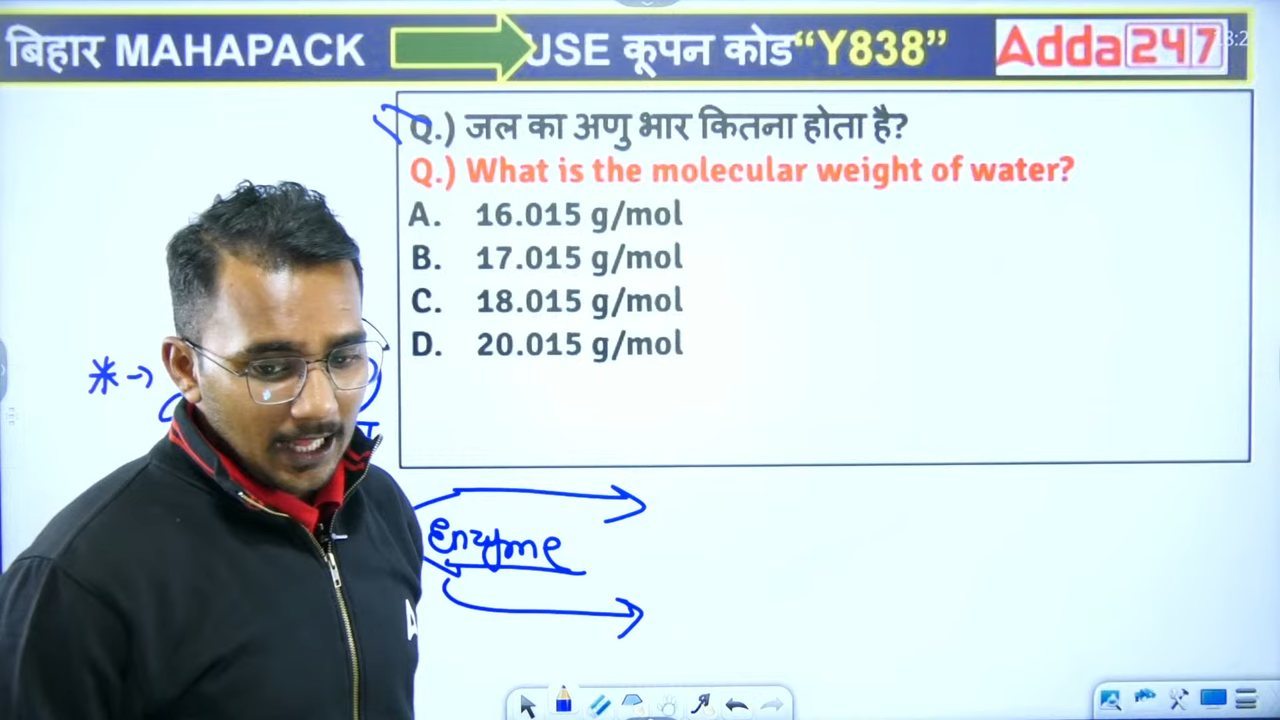 बिहार MAHAPACK USE कूपन कोड “Y838” Adda247
Q.) जल का अणु भार कितना होता है?
Q.) What is the molecular weight of water?
A. 16.015 g/mol
B. 17.015 g/mol
C. 18.015 g/mol
D. 20.015 g/mol
Enzyme